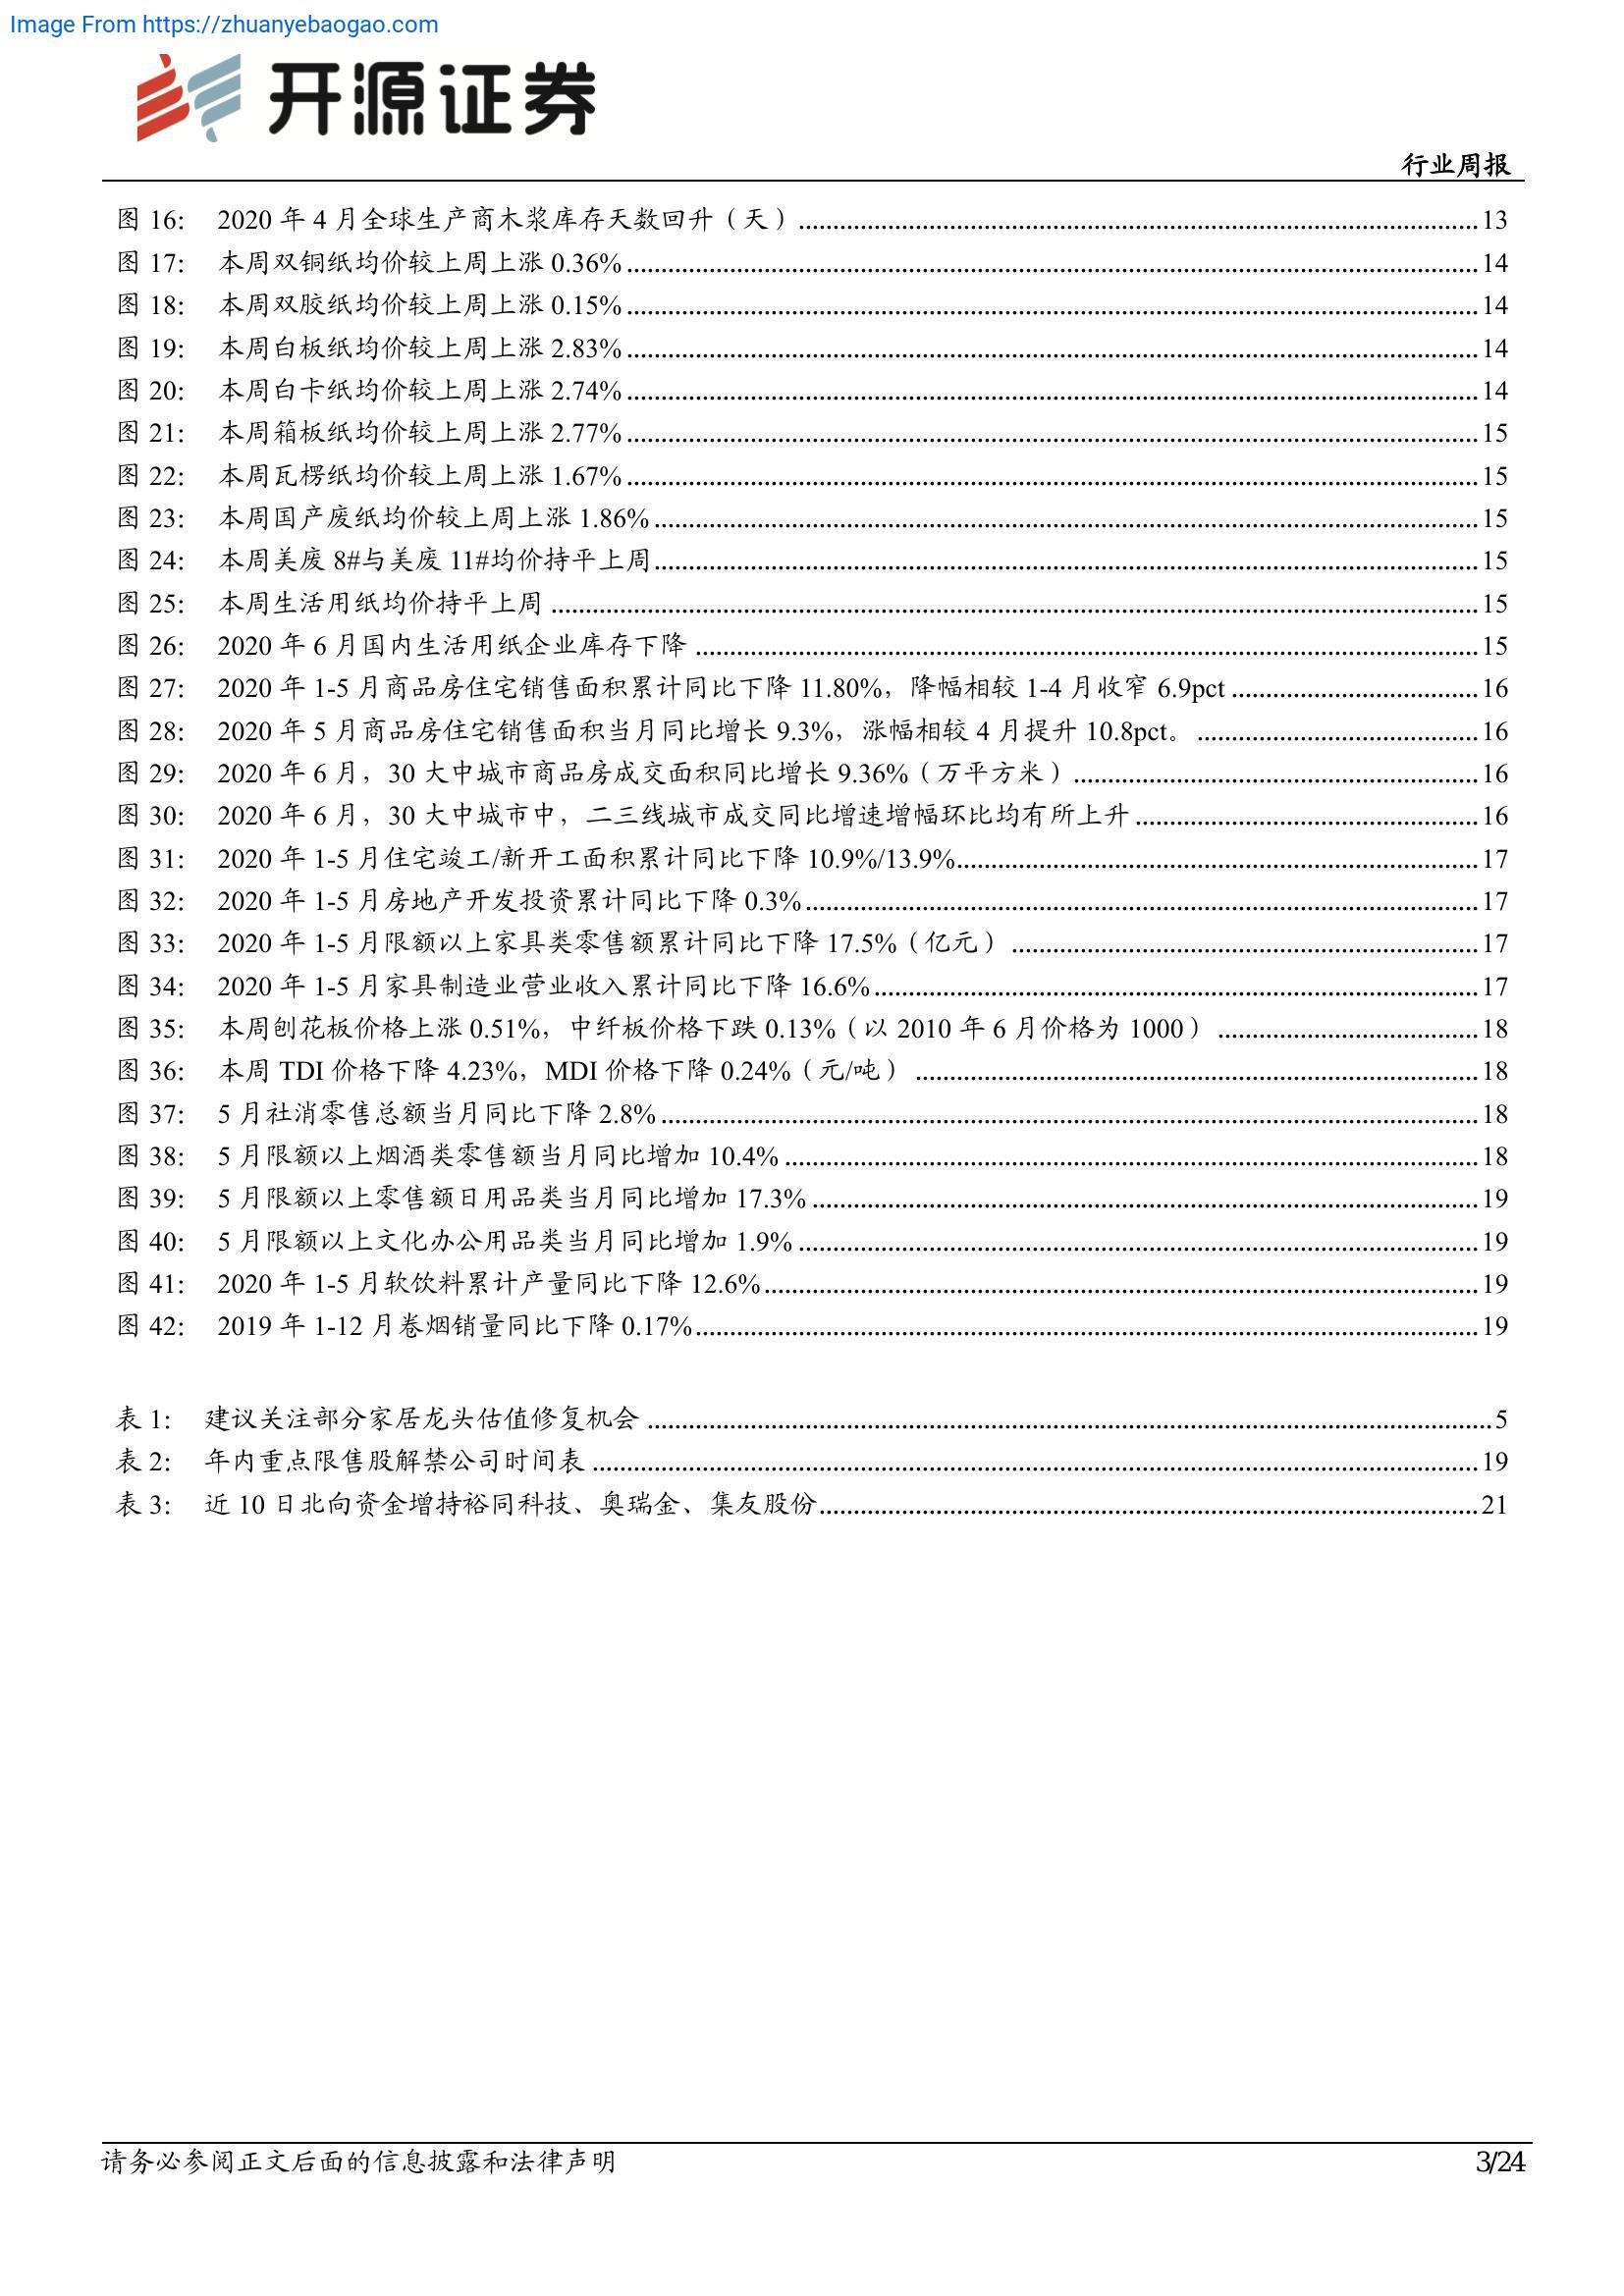 Image From https://zhuanyebaogao.com
开源证券
行业周报
图 16： 2020 年 4 月全球生产商木浆库存天数回升（天） 13
图 17： 本周双铜纸均价较上周上涨 0.36% 14
图 18： 本周双胶纸均价较上周上涨 0.15% 14
图 19： 本周白板纸均价较上周上涨 2.83% 14
图 20： 本周白卡纸均价较上周上涨 2.74% 14
图 21： 本周箱板纸均价较上周上涨 2.77% 15
图 22： 本周瓦楞纸均价较上周上涨 1.67% 15
图 23： 本周国产废纸均价较上周上涨 1.86% 15
图 24： 本周美废 8#与美废 11#均价持平上周 15
图 25： 本周生活用纸均价持平上周 15
图 26： 2020 年 6 月国内生活用纸企业库存下降 15
图 27： 2020 年 1-5 月商品房住宅销售面积累计同比下降 11.80%，降幅相较 1-4 月收窄 6.9pct 16
图 28： 2020 年 5 月商品房住宅销售面积当月同比增长 9.3%，涨幅相较 4 月提升 10.8pct。 16
图 29： 2020 年 6 月，30 大中城市商品房成交面积同比增长 9.36%（万平方米） 16
图 30： 2020 年 6 月，30 大中城市中，二三线城市成交同比增速增幅环比均有所上升 16
图 31： 2020 年 1-5 月住宅竣工/新开工面积累计同比下降 10.9%/13.9% 17
图 32： 2020 年 1-5 月房地产开发投资累计同比下降 0.3% 17
图 33： 2020 年 1-5 月限额以上家具类零售额累计同比下降 17.5%（亿元） 17
图 34： 2020 年 1-5 月家具制造业营业收入累计同比下降 16.6% 17
图 35： 本周刨花板价格上涨 0.51%，中纤板价格下跌 0.13%（以 2010 年 6 月价格为 1000） 18
图 36： 本周 TDI 价格下降 4.23%，MDI 价格下降 0.24%（元/吨） 18
图 37： 5 月社消零售总额当月同比下降 2.8% 18
图 38： 5 月限额以上烟酒类零售额当月同比增加 10.4% 18
图 39： 5 月限额以上零售额日用品类当月同比增加 17.3% 19
图 40： 5 月限额以上文化办公用品类当月同比增加 1.9% 19
图 41： 2020 年 1-5 月软饮料累计产量同比下降 12.6% 19
图 42： 2019 年 1-12 月卷烟销量同比下降 0.17% 19
表 1： 建议关注部分家居龙头估值修复机会 5
表 2： 年内重点限售股解禁公司时间表 19
表 3： 近 10 日北向资金增持裕同科技、奥瑞金、集友股份 21
请务必参阅正文后面的信息披露和法律声明
3/24